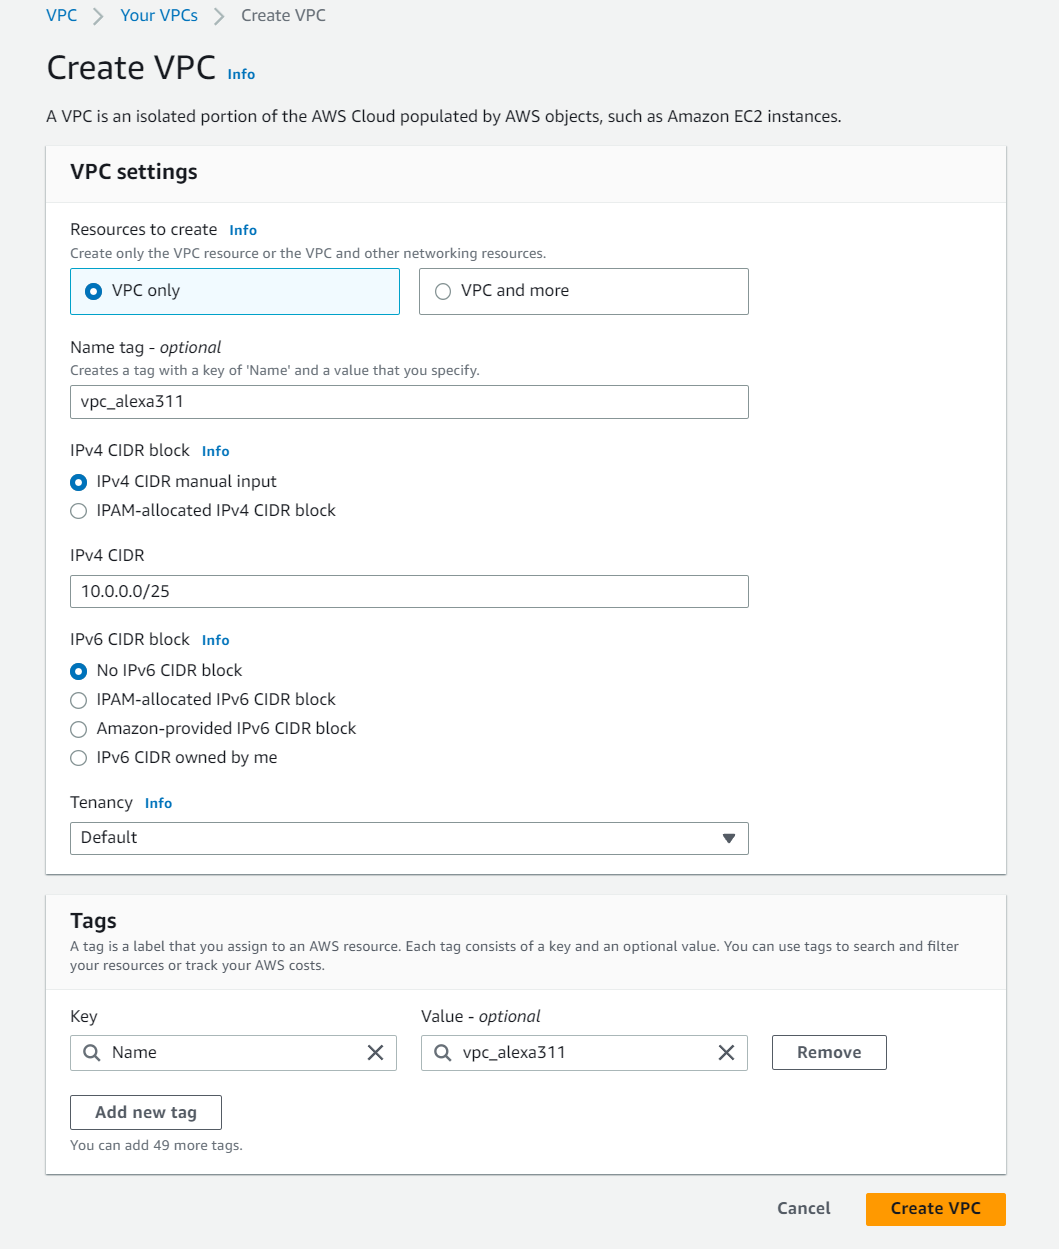 VPC > Your VPCs > Create VPC
Create VPC Info
A VPC is an isolated portion of the AWS Cloud populated by AWS objects, such as Amazon EC2 instances.
VPC settings
Resources to create Info
Create only the VPC resource or the VPC and other networking resources.
VPC only
VPC and more
Name tag - optional
Creates a tag with a key of 'Name' and a value that you specify.
vpc_alexa311
IPv4 CIDR block Info
IPv4 CIDR manual input
IPAM-allocated IPv4 CIDR block
IPv4 CIDR
10.0.0.0/25
IPv6 CIDR block Info
No IPv6 CIDR block
IPAM-allocated IPv6 CIDR block
Amazon-provided IPv6 CIDR block
IPv6 CIDR owned by me
Tenancy Info
Default
Tags
A tag is a label that you assign to an AWS resource. Each tag consists of a key and an optional value. You can use tags to search and filter
your resources or track your AWS costs.
Key
Value - optional
Name
vpc_alexa311
Remove
Add new tag
You can add 49 more tags.
Cancel
Create VPC